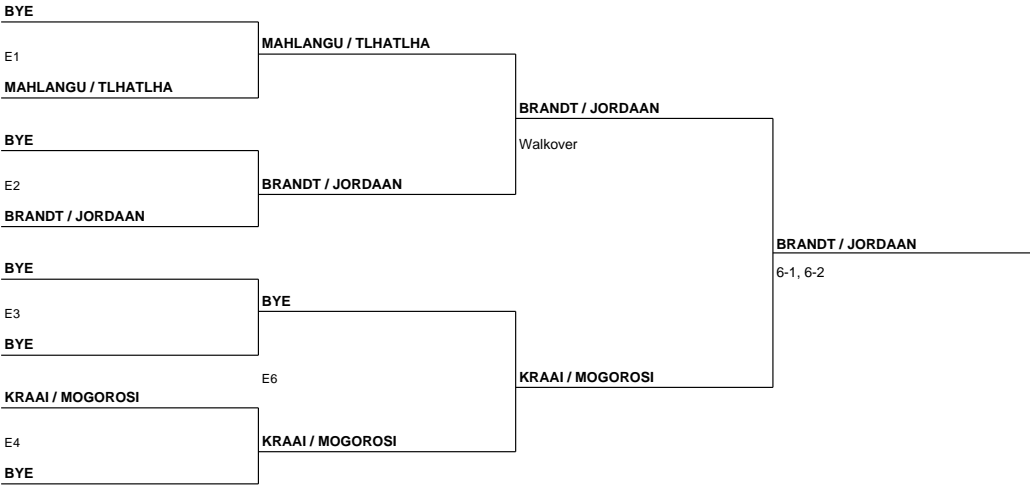 BYE
E1
MAHLANGU / TLHATLHA
MAHLANGU / TLHATLHA
BYE
E2
BRANDT / JORDAAN
BRANDT / JORDAAN
BRANDT / JORDAAN
Walkover
BYE
E3
BYE
BYE
E6
KRAAI / MOGOROSI
E4
BYE
KRAAI / MOGOROSI
KRAAI / MOGOROSI
BRANDT / JORDAAN
6-1, 6-2